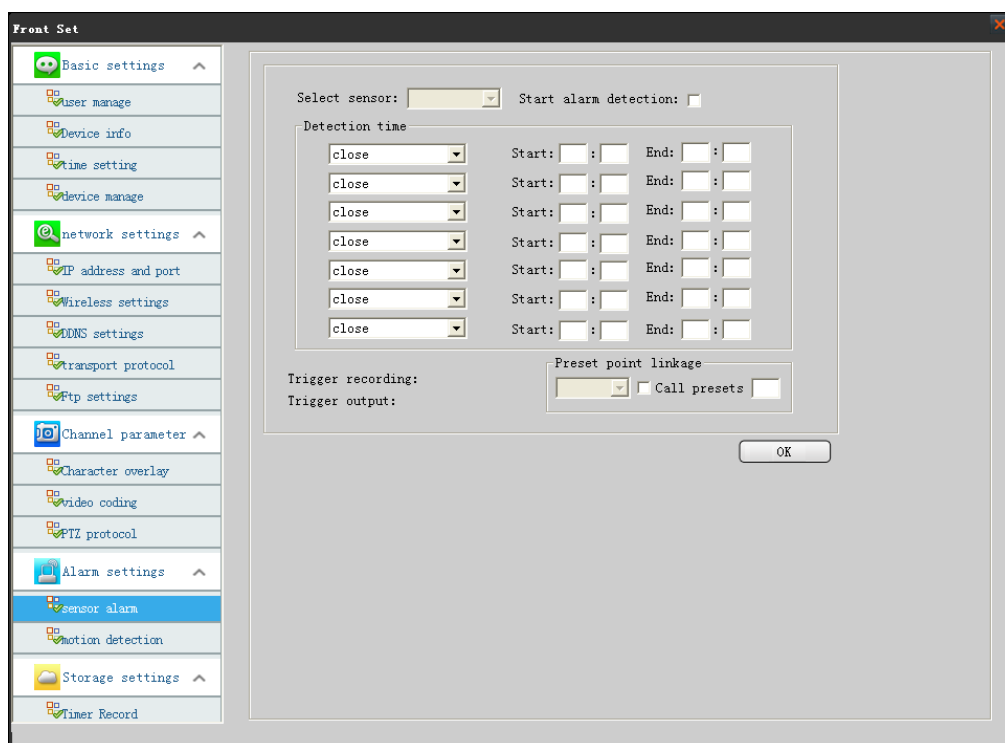 Front Set
Basic settings
user manage
Device info
time setting
device manage
network settings
IP address and port
Wireless settings
DDNS settings
transport protocol
Ftp settings
Channel parameter
Character overlay
video coding
PTZ protocol
Alarm settings
sensor alarm
motion detection
Storage settings
Timer Record
Select sensor: Start alarm detection:
Detection time
close Start: : End: :
close Start: : End: :
close Start: : End: :
close Start: : End: :
close Start: : End: :
close Start: : End: :
close Start: : End: :
Trigger recording:
Trigger output:
Preset point linkage
Call presets
OK